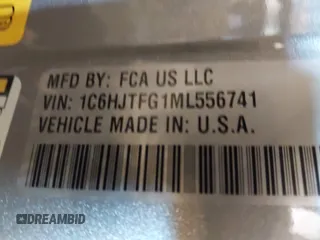 MFD BY: FCA US LLC
VIN: 1C6HJTFG1ML556741
VEHICLE MADE IN: U.S.A.
DREAMBID